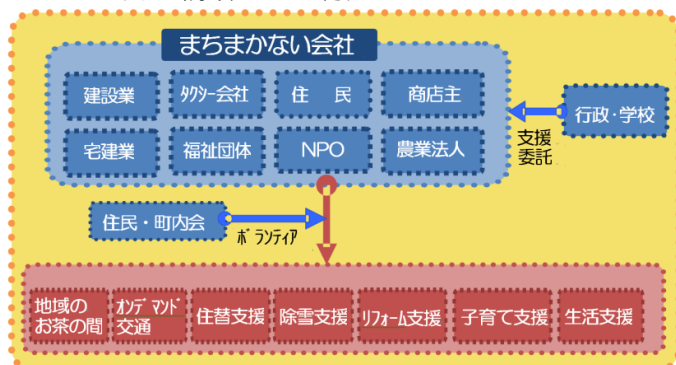 まちまかない会社
建設業
ﾀｸｼｰ会社
住　民
商店主
宅建業
福祉団体
NPO
農業法人
行政・学校
支援
委託
住民・町内会
ﾎﾞﾗﾝﾃｨｱ
地域の
お茶の間
ｵﾝﾃﾞﾏﾝﾄﾞ
交通
住替支援
除雪支援
ﾘﾌｫｰﾑ支援
子育て支援
生活支援